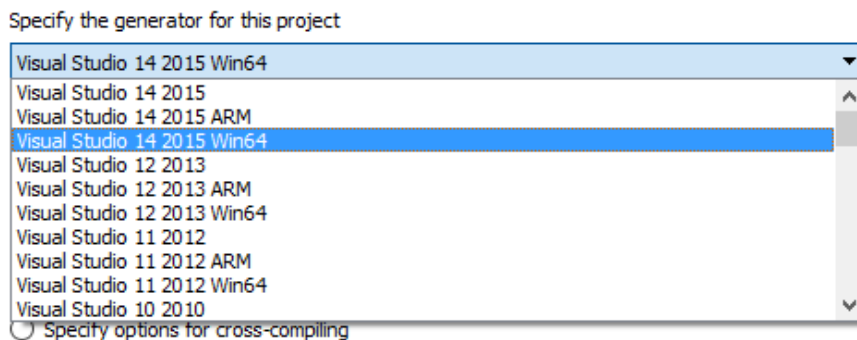 Specify the generator for this project
Visual Studio 14 2015 Win64
Visual Studio 14 2015
Visual Studio 14 2015 ARM
Visual Studio 14 2015 Win64
Visual Studio 12 2013
Visual Studio 12 2013 ARM
Visual Studio 12 2013 Win64
Visual Studio 11 2012
Visual Studio 11 2012 ARM
Visual Studio 11 2012 Win64
Visual Studio 10 2010
Specify options for cross-compiling